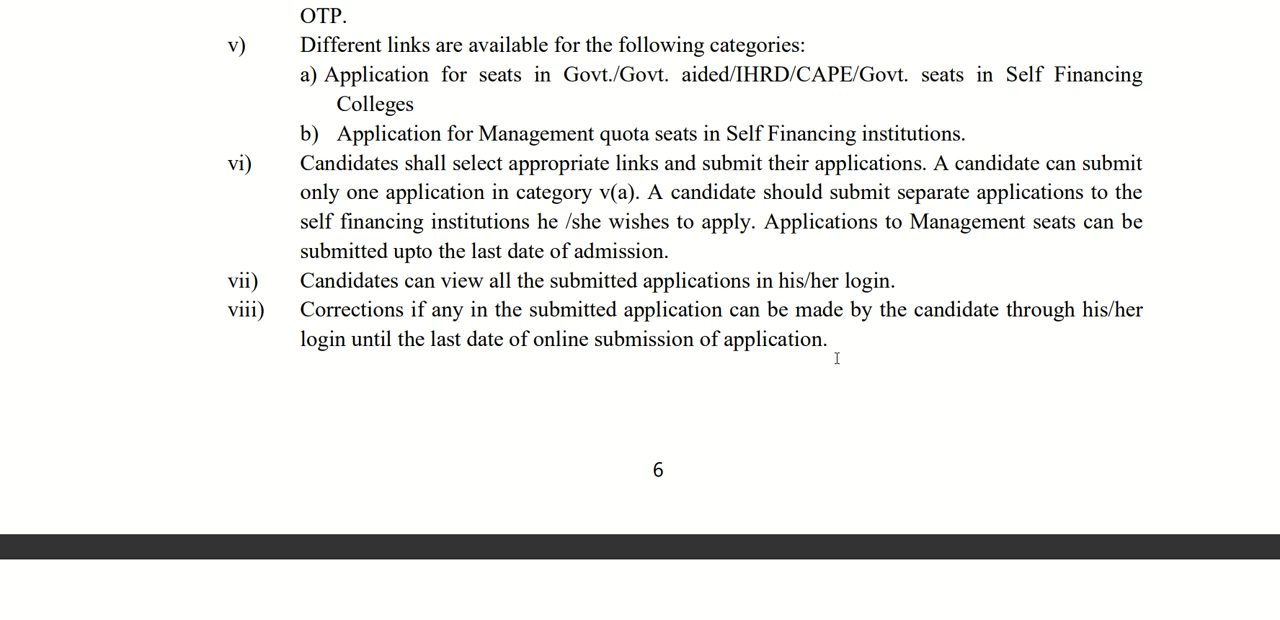 OTP.
v) Different links are available for the following categories:
a) Application for seats in Govt./Govt. aided/IHRD/CAPE/Govt. seats in Self Financing
Colleges
b) Application for Management quota seats in Self Financing institutions.
vi) Candidates shall select appropriate links and submit their applications. A candidate can submit
only one application in category v(a). A candidate should submit separate applications to the
self financing institutions he /she wishes to apply. Applications to Management seats can be
submitted upto the last date of admission.
vii) Candidates can view all the submitted applications in his/her login.
viii) Corrections if any in the submitted application can be made by the candidate through his/her
login until the last date of online submission of application.
6